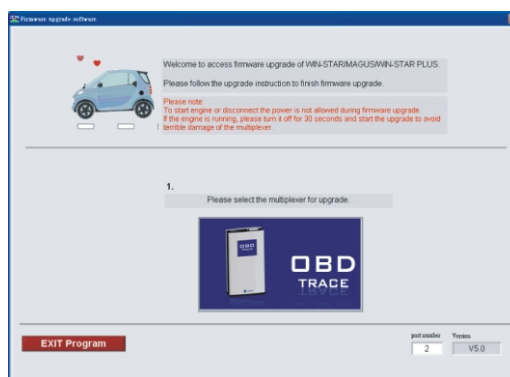 Firmware upgrade software
Welcome to access firmware upgrade of WIN-STAR/MAGUS/WIN-STAR PLUS.
Please follow the upgrade instruction to finish firmware upgrade.
Please note:
To start engine or disconnect the power is not allowed during firmware upgrade.
If the engine is running, please turn it off for 30 seconds and start the upgrade to avoid
terrible damage of the multiplexer.
1.
Please select the multiplexer for upgrade.
OBD
OBD
TRACE
EXIT Program
port number
Version
2
V5.0